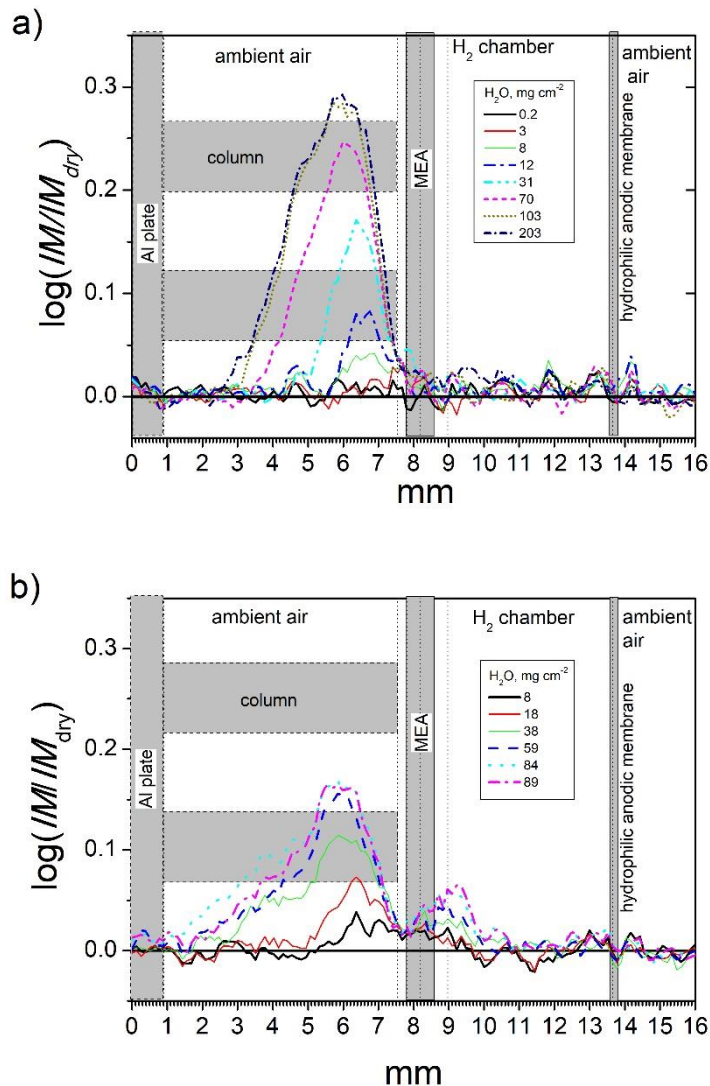 a)
ambient air
H2 chamber
ambient
air
0.3
H2O, mg cm-2
0.2
3
8
12
31
70
103
203
column
0.2
MEA
Al plate
log(IM/IMdry)
hydrophilic anodic membrane
0.1
0.0
0 1 2 3 4 5 6 7 8 9 10 11 12 13 14 15 16
mm
b)
ambient air
H2 chamber
ambient
air
0.3
H2O, mg cm-2
8
18
38
59
84
89
column
0.2
MEA
Al plate
log(IM/IMdry)
hydrophilic anodic membrane
0.1
0.0
0 1 2 3 4 5 6 7 8 9 10 11 12 13 14 15 16
mm